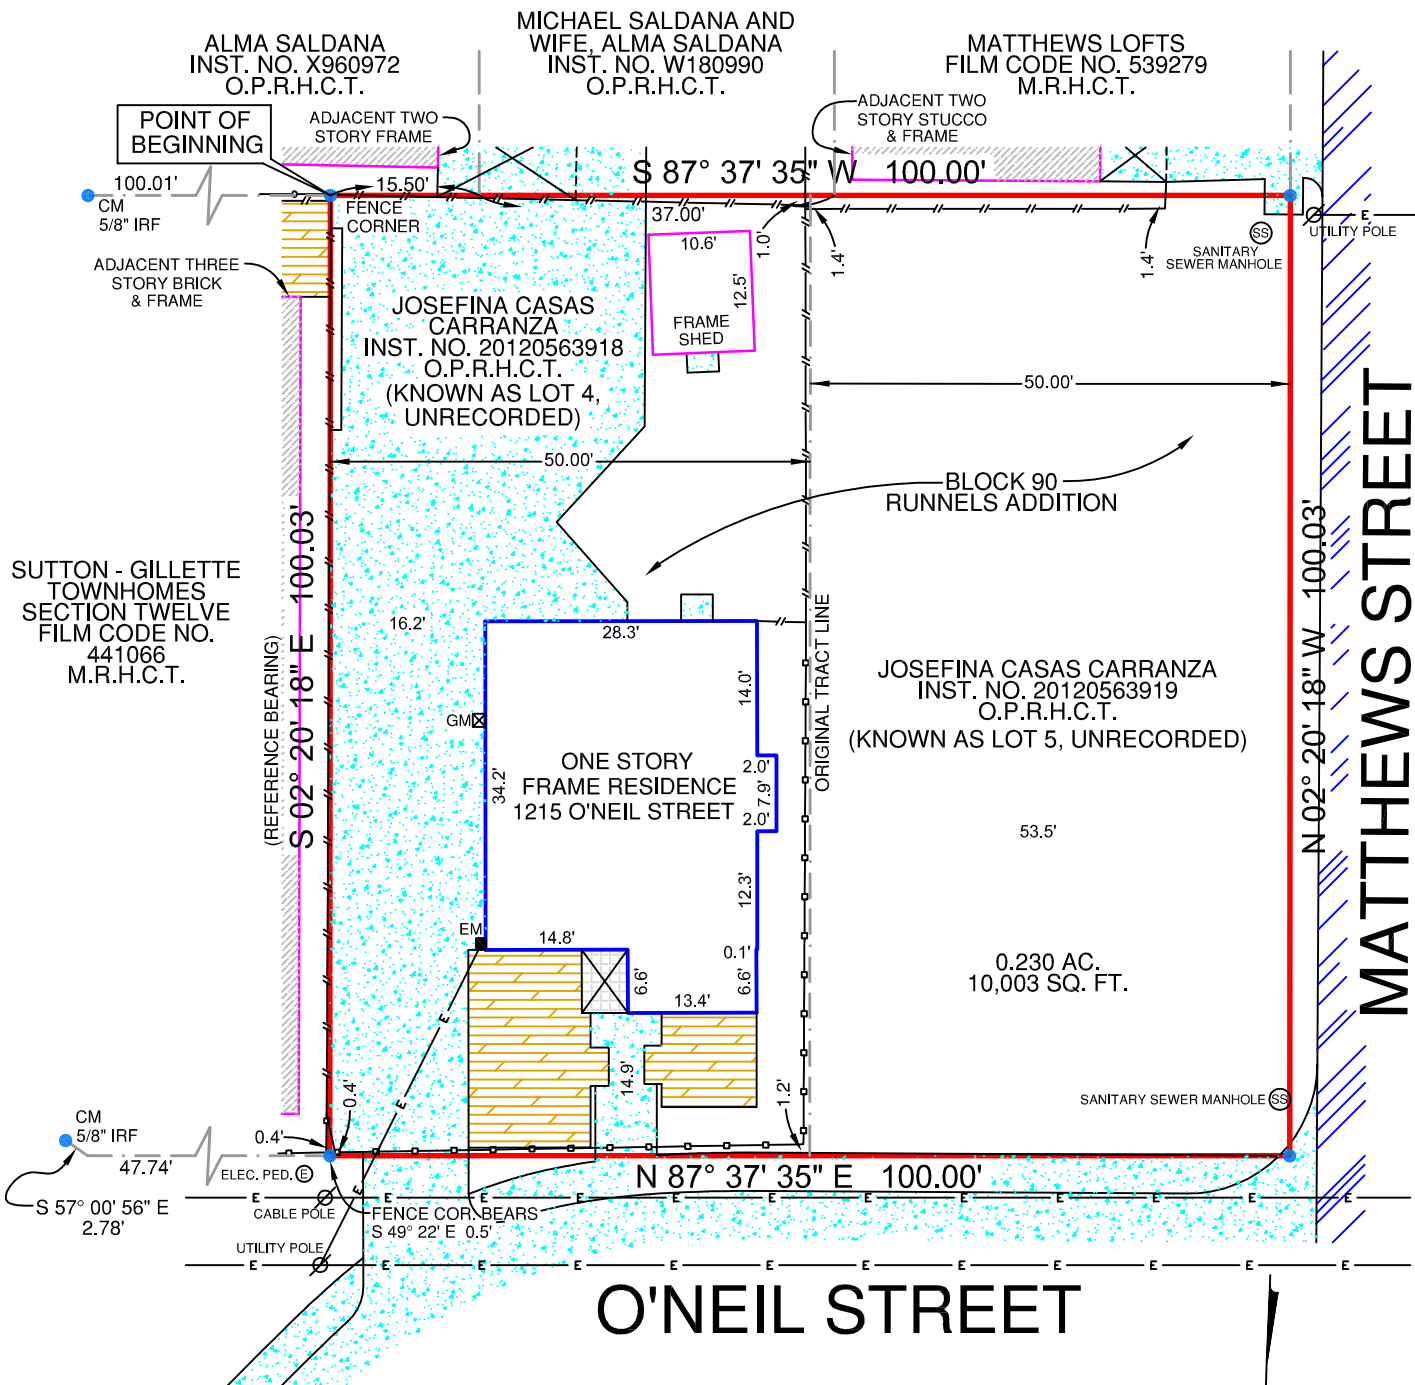 ALMA SALDANA
INST. NO. X960972
O.P.R.H.C.T.
MICHAEL SALDANA AND
WIFE, ALMA SALDANA
INST. NO. W180990
O.P.R.H.C.T.
MATTHEWS LOFTS
FILM CODE NO. 539279
M.R.H.C.T.
POINT OF
BEGINNING
ADJACENT TWO
STORY FRAME
ADJACENT TWO
STORY STUCCO
& FRAME
S 87° 37' 35" W 100.00'
100.01'
CM
5/8" IRF
15.50'
FENCE
CORNER
37.00'
1.0'
1.4'
1.4'
SS
SANITARY
SEWER MANHOLE
E
UTILITY POLE
ADJACENT THREE
STORY BRICK
& FRAME
10.6'
12.5'
FRAME
SHED
JOSEFINA CASAS
CARRANZA
INST. NO. 20120563918
O.P.R.H.C.T.
(KNOWN AS LOT 4,
UNRECORDED)
50.00'
50.00'
BLOCK 90
RUNNELS ADDITION
SUTTON - GILLETTE
TOWNHOMES
SECTION TWELVE
FILM CODE NO.
441066
M.R.H.C.T.
(REFERENCE BEARING)
S 02° 20' 18" E 100.03'
16.2'
28.3'
14.0'
GM
34.2'
ONE STORY
FRAME RESIDENCE
1215 O'NEIL STREET
2.0'
7.9'
2.0'
12.3'
EM
14.8'
0.1'
6.6'
6.6'
13.4'
14.9'
ORIGINAL TRACT LINE
JOSEFINA CASAS CARRANZA
INST. NO. 20120563919
O.P.R.H.C.T.
(KNOWN AS LOT 5, UNRECORDED)
53.5'
0.230 AC.
10,003 SQ. FT.
N 02° 20' 18" W 100.03'
MATTHEWS STREET
SANITARY SEWER MANHOLE
SS
1.2'
0.4'
0.4'
E
E
E
CM
5/8" IRF
47.74'
S 57° 00' 56" E
2.78'
ELEC. PED.
E
N 87° 37' 35" E 100.00'
E E E E E E E E E E E
CABLE POLE
FENCE COR. BEARS
S 49° 22' E 0.5'
UTILITY POLE
E E E E E E E E E E E E
O'NEIL STREET